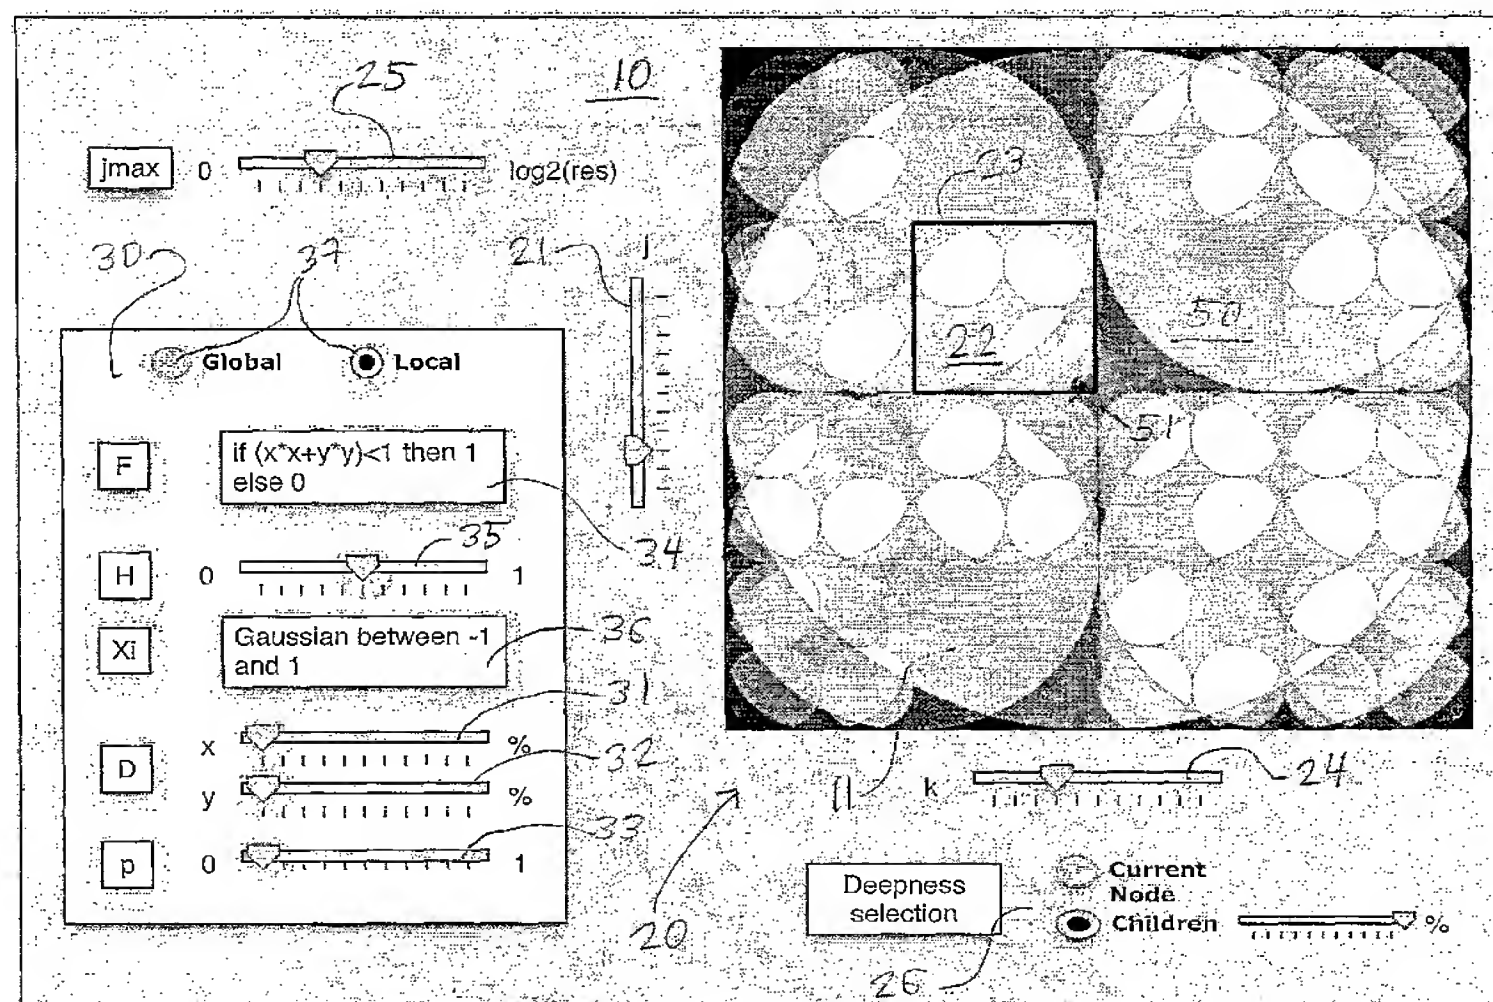 25
10
jmax 0 log2(res)
23
30
37
21
j
Global Local
22
50
51
F
if (x*x+y*y)<1 then 1
else 0
34
35
H 0 1
Xi
Gaussian between -1
and 1
36
31
D
x %
32
y %
33
p 0 1
11
k
24
20
Deepness
selection
Current
Node
Children %
26